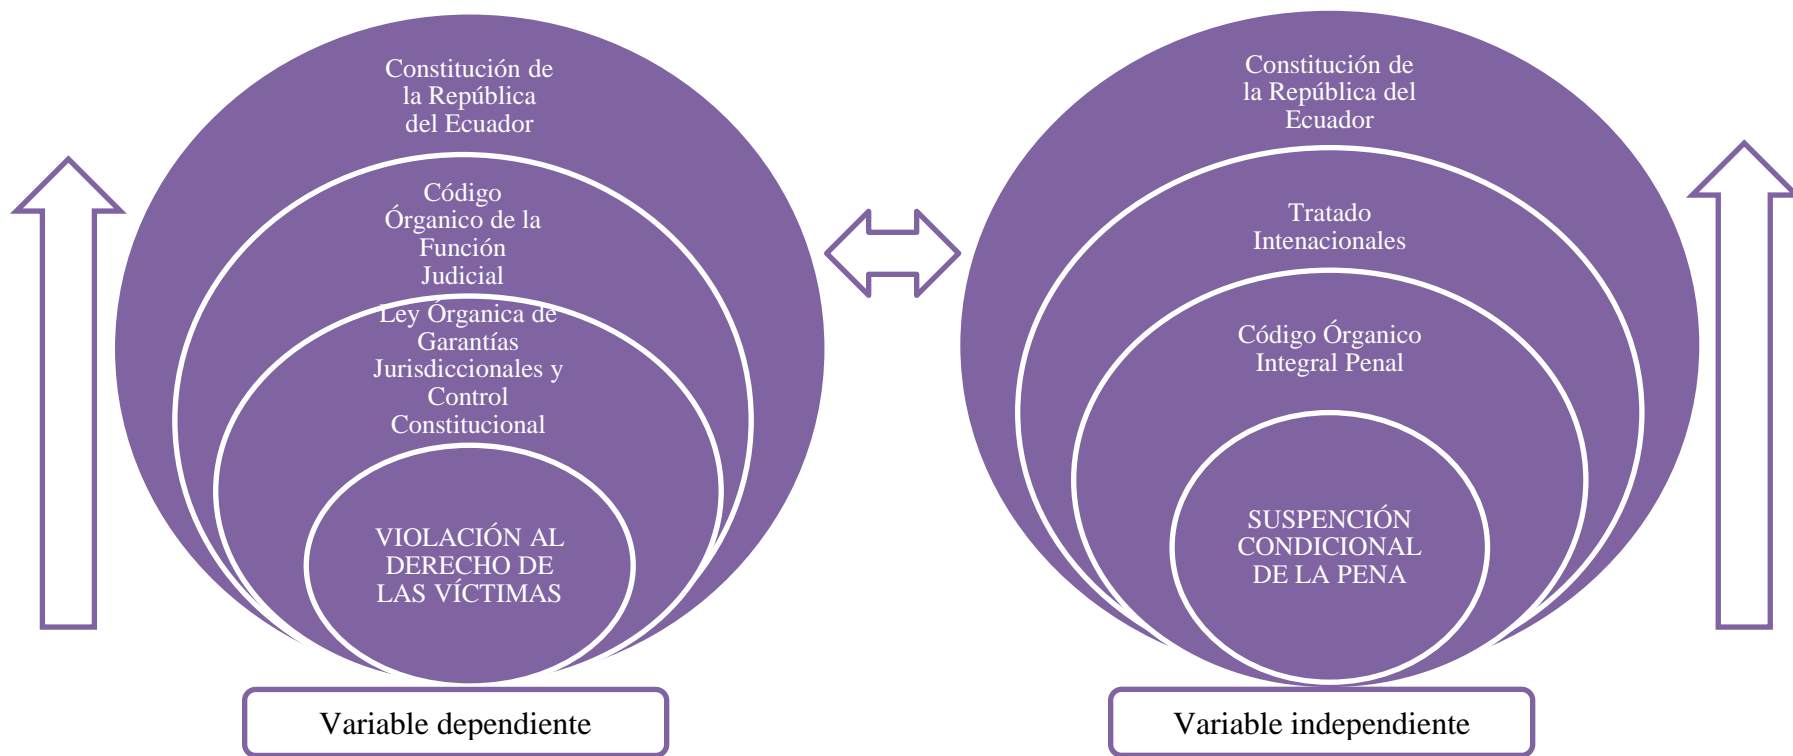 Constitución de
la República
del Ecuador
Código
Órganico de la
Función
Judicial
Ley Órganica de
Garantías
Jurisdiccionales y
Control
Constitucional
VIOLACIÓN AL
DERECHO DE
LAS VÍCTIMAS
Variable dependiente
Constitución de
la República del
Ecuador
Tratado
Intenacionales
Código Órganico
Integral Penal
SUSPENCIÓN
CONDICIONAL
DE LA PENA
Variable independiente